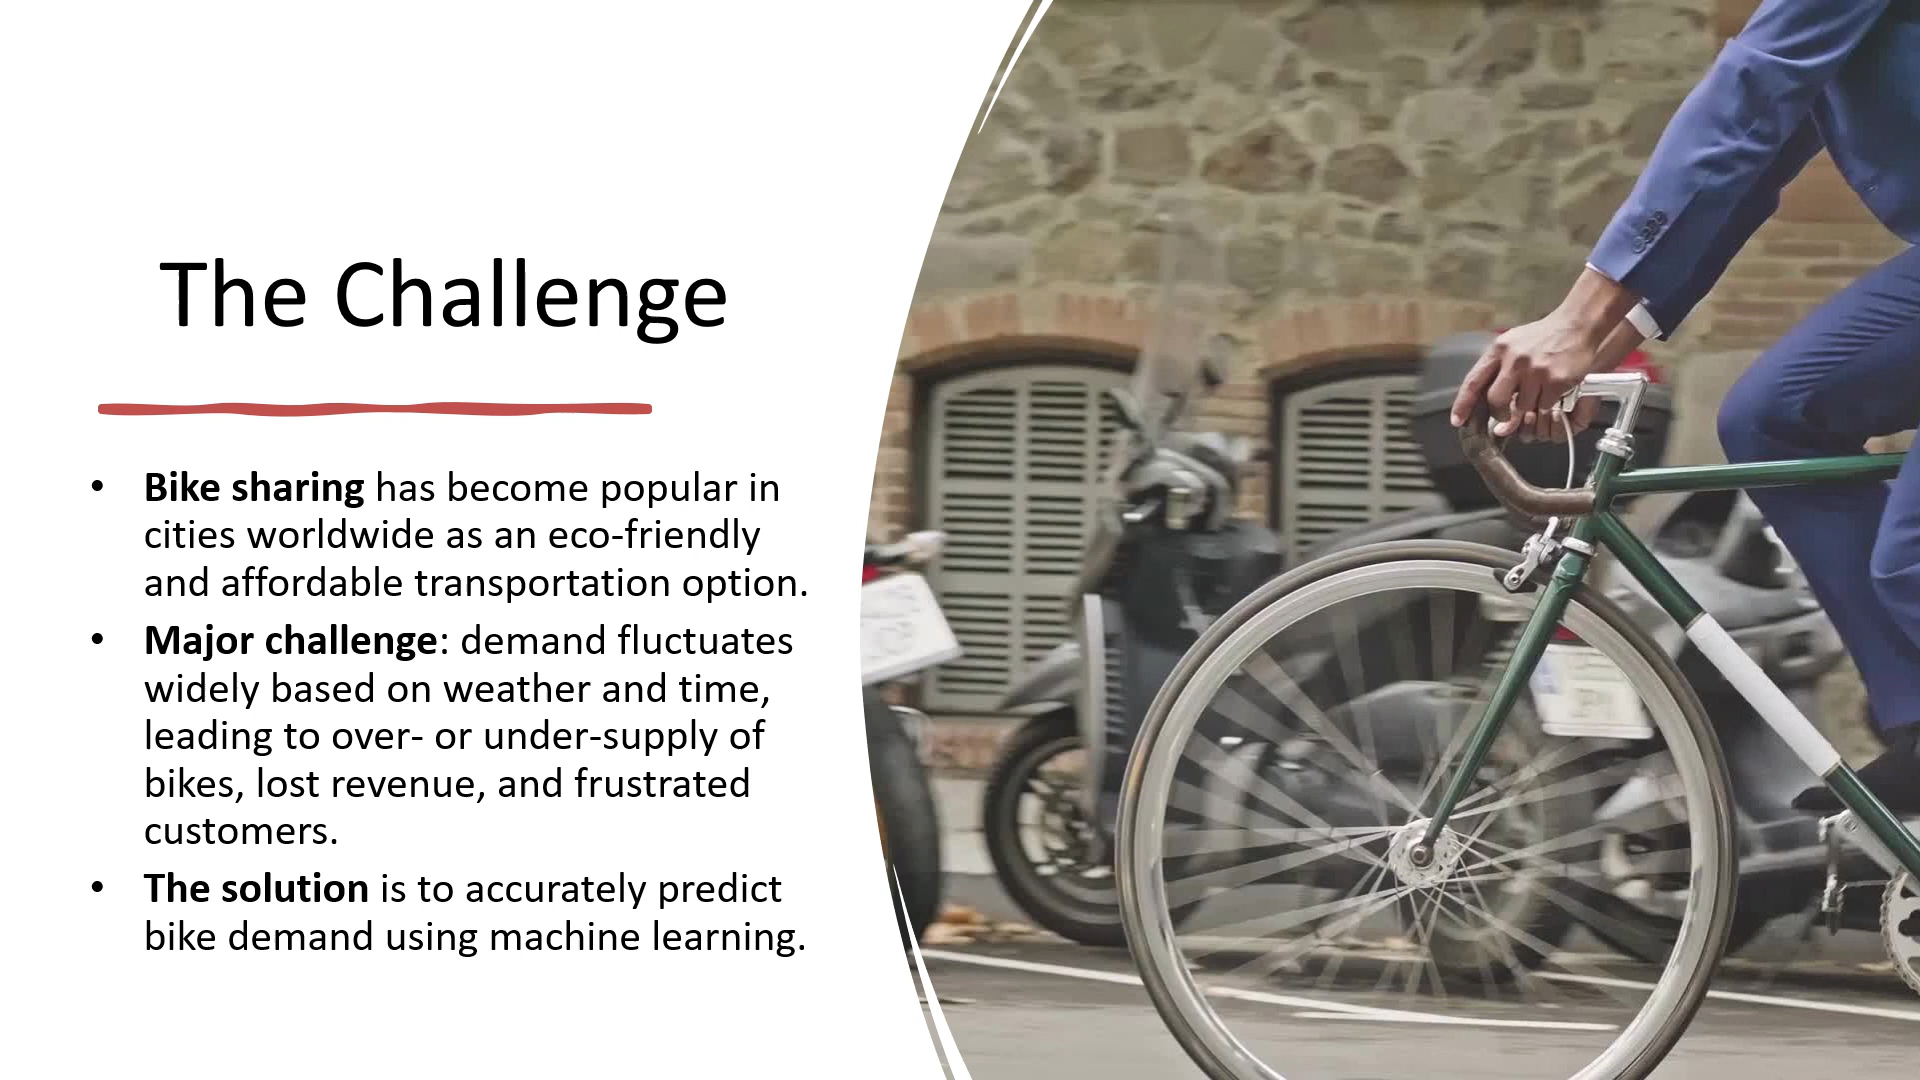 The Challenge
• Bike sharing has become popular in
cities worldwide as an eco-friendly
and affordable transportation option.
• Major challenge: demand fluctuates
widely based on weather and time,
leading to over- or under-supply of
bikes, lost revenue, and frustrated
customers.
• The solution is to accurately predict
bike demand using machine learning.